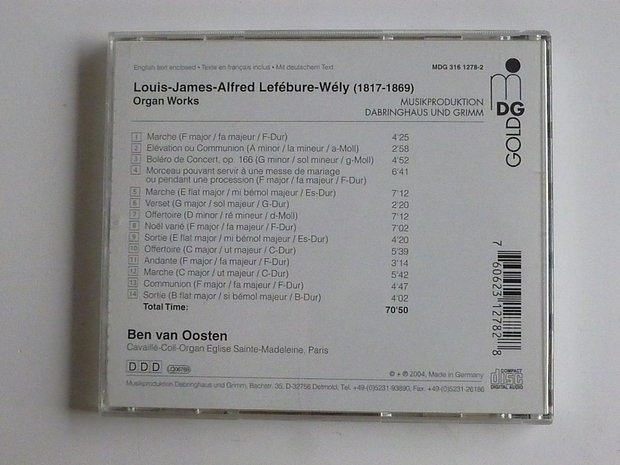 English text enclosed • Texte en français inclus • Mit deutschem Text
MDG 316 1278-2
Louis-James-Alfred Lefébure-Wély (1817-1869)
Organ Works
MUSIKPRODUKTION
DABRINGHAUS UND GRIMM
MDG
GOLD
1 Marche (F major / fa majeur / F-Dur) 4'25
2 Elévation ou Communion (A minor / la mineur / a-Moll) 2'58
3 Boléro de Concert, op. 166 (G minor / sol mineur / g-Moll) 4'52
4 Morceau pouvant servir à une messe de mariage 6'41
ou pendant une procession (F major / fa majeur / F-Dur)
5 Marche (E flat major / mi bémol majeur / Es-Dur) 7'12
6 Verset (G major / sol majeur / G-Dur) 2'20
7 Offertoire (D minor / ré mineur / d-Moll) 7'12
8 Noël varié (F major / fa majeur / F-Dur) 7'02
9 Sortie (E flat major / mi bémol majeur / Es-Dur) 4'20
10 Offertoire (C major / ut majeur / C-Dur) 5'39
11 Andante (F major / fa majeur / F-Dur) 3'14
12 Marche (C major / ut majeur / C-Dur) 5'42
13 Communion (F major / fa majeur / F-Dur) 4'47
14 Sortie (B flat major / si bémol majeur / B-Dur) 4'02
Total Time: 70'50
7 60623 12782 8
Ben van Oosten
Cavaillé-Coll-Organ Eglise Sainte-Madeleine, Paris
DDD
LC06768
© + ℗ 2004, Made in Germany
COMPACT
disc
DIGITAL AUDIO
Musikproduktion Dabringhaus und Grimm, Bachstr. 35, D-32756 Detmold, Tel. +49-(0)5231-93890, Fax +49-(0)5231-26186